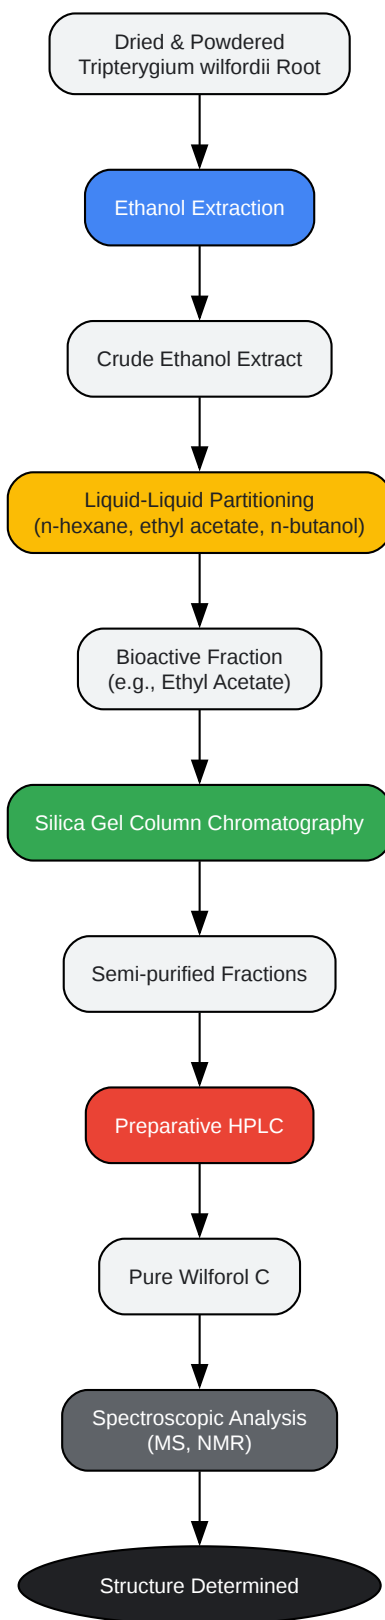 Dried & Powdered
Tripterygium wilfordii Root
Ethanol Extraction
Crude Ethanol Extract
Liquid-Liquid Partitioning
(n-hexane, ethyl acetate, n-butanol)
Bioactive Fraction
(e.g., Ethyl Acetate)
Silica Gel Column Chromatography
Semi-purified Fractions
Preparative HPLC
Pure Wilforol C
Spectroscopic Analysis
(MS, NMR)
Structure Determined